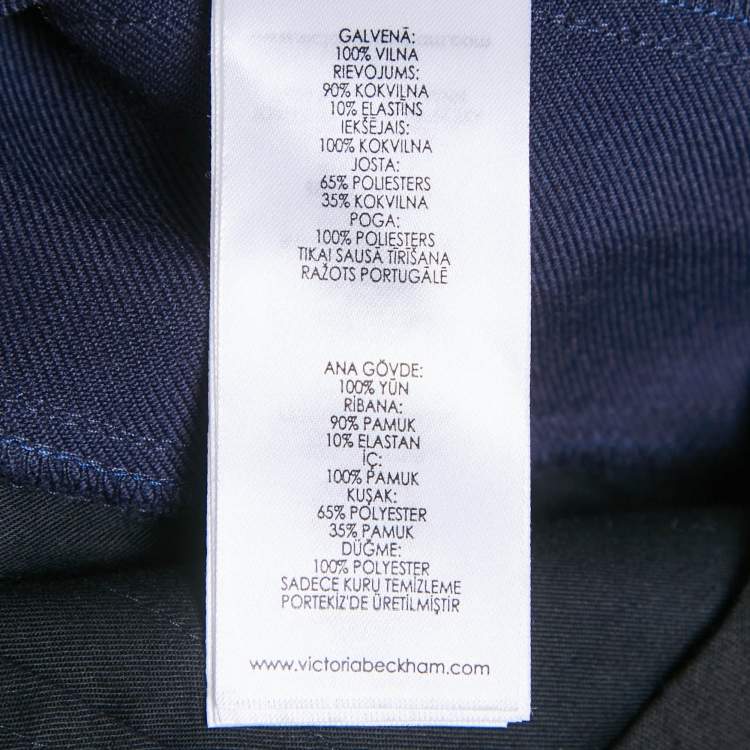 GALVENĀ:
100% VILNA
RIEVOJUMS:
90% KOKVILNA
10% ELASTĪNS
IEKŠĒJAIS:
100% KOKVILNA
JOSTA:
65% POLIESTERS
35% KOKVILNA
POGA:
100% POLIESTERS
TIKAI SAUSĀ TĪRĪŠANA
RAŽOTS PORTUGĀLĒ
ANA GÖVDE:
100% YÜN
RİBANA:
90% PAMUK
10% ELASTAN
İÇ:
100% PAMUK
KUŞAK:
65% POLYESTER
35% PAMUK
DÜĞME:
100% POLYESTER
SADECE KURU TEMİZLEME
PORTEKİZ'DE ÜRETİLMİŞTİR
www.victoriabeckham.com